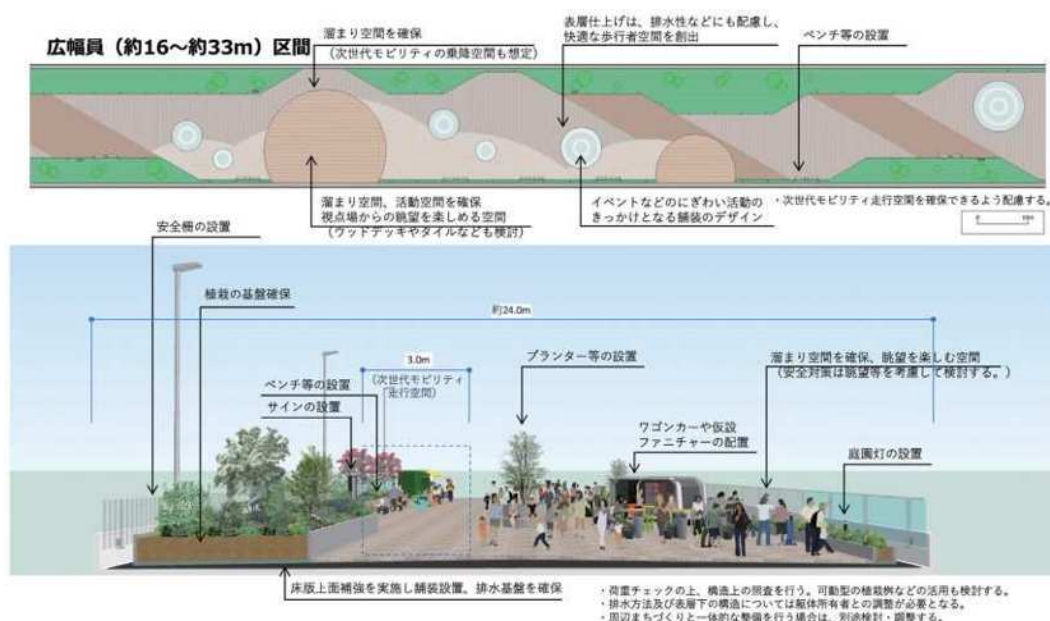 広幅員（約16～約33m）区間
溜まり空間を確保
（次世代モビリティの乗降空間も想定）
表層仕上げは、排水性などにも配慮し、
快適な歩行者空間を創出
ベンチ等の設置
溜まり空間、活動空間を確保
視点場からの眺望を楽しめる空間
（ウッドデッキやタイルなども検討）
イベントなどのにぎわい活動の
きっかけとなる舗装のデザイン
・次世代モビリティ走行空間を確保できるよう配慮する。
安全柵の設置
植栽の基盤確保
約24.0m
3.0m
（次世代モビリティ
走行空間）
ベンチ等の設置
サインの設置
プランター等の設置
溜まり空間を確保、眺望を楽しむ空間
（安全対策は眺望等を考慮して検討する。）
ワゴンカーや仮設
ファニチャーの配置
庭園灯の設置
床版上面補強を実施し舗装設置、排水基盤を確保
・荷重チェックの上、構造上の照査を行う。可動型の植栽桝などの活用も検討する。
・排水方法及び表層下の構造については躯体所有者との調整が必要となる。
・周辺まちづくりと一体的な整備を行う場合は、別途検討・調整する。